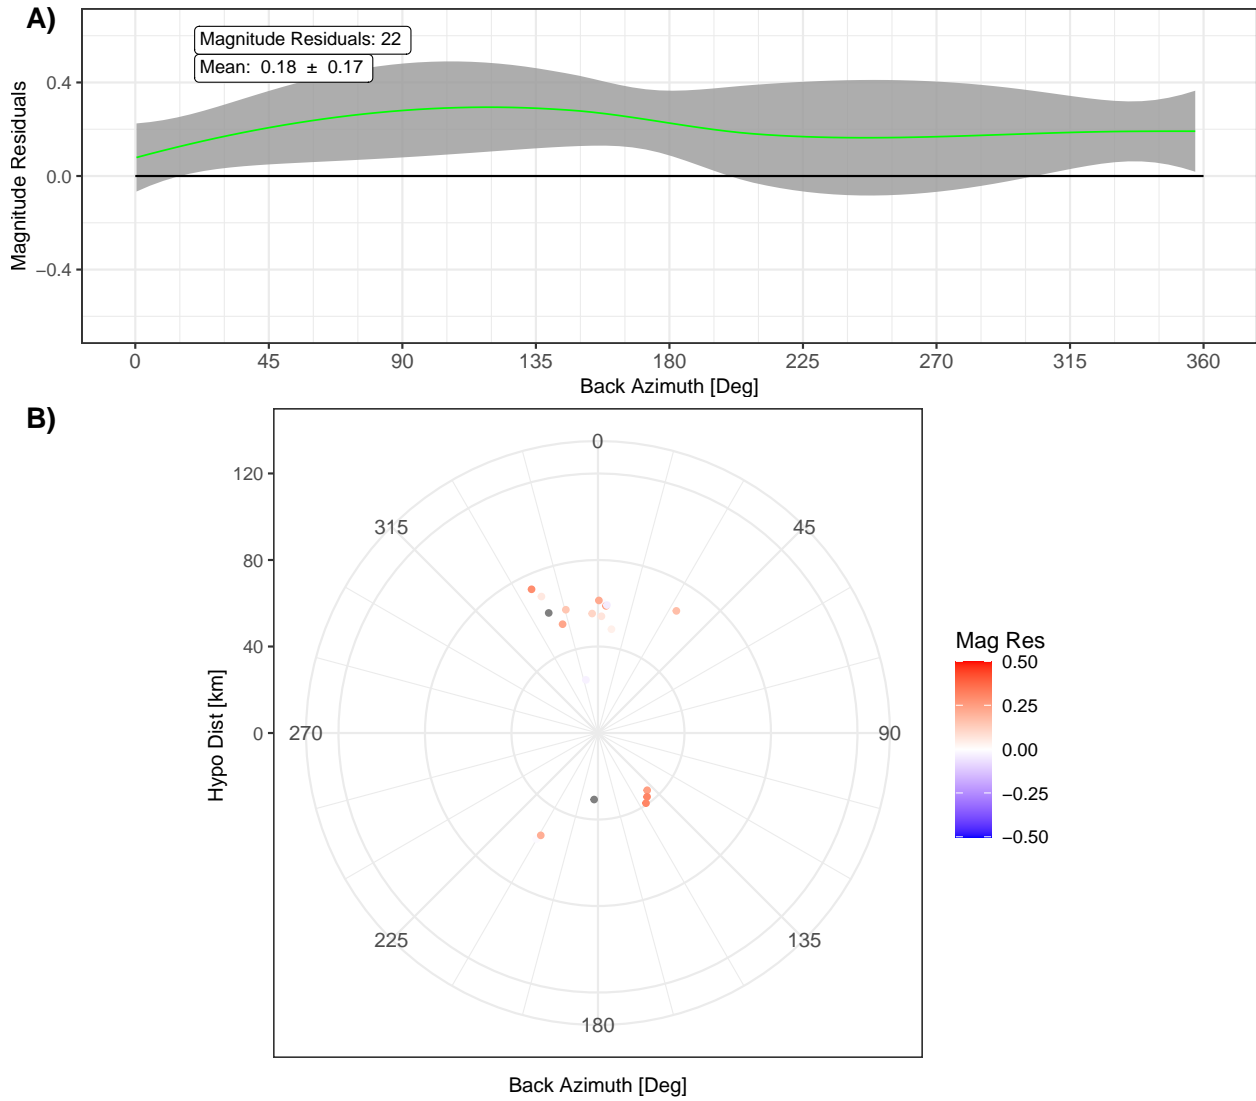 A)
Magnitude Residuals: 22
Mean:  0.18  ±  0.17
Magnitude Residuals
0.4
0.0
−0.4
0 45 90 135 180 225 270 315 360
Back Azimuth [Deg]
B)
Hypo Dist [km]
120
80
40
0
0
45
90
135
180
225
270
315
Back Azimuth [Deg]
Mag Res
0.50
0.25
0.00
−0.25
−0.50